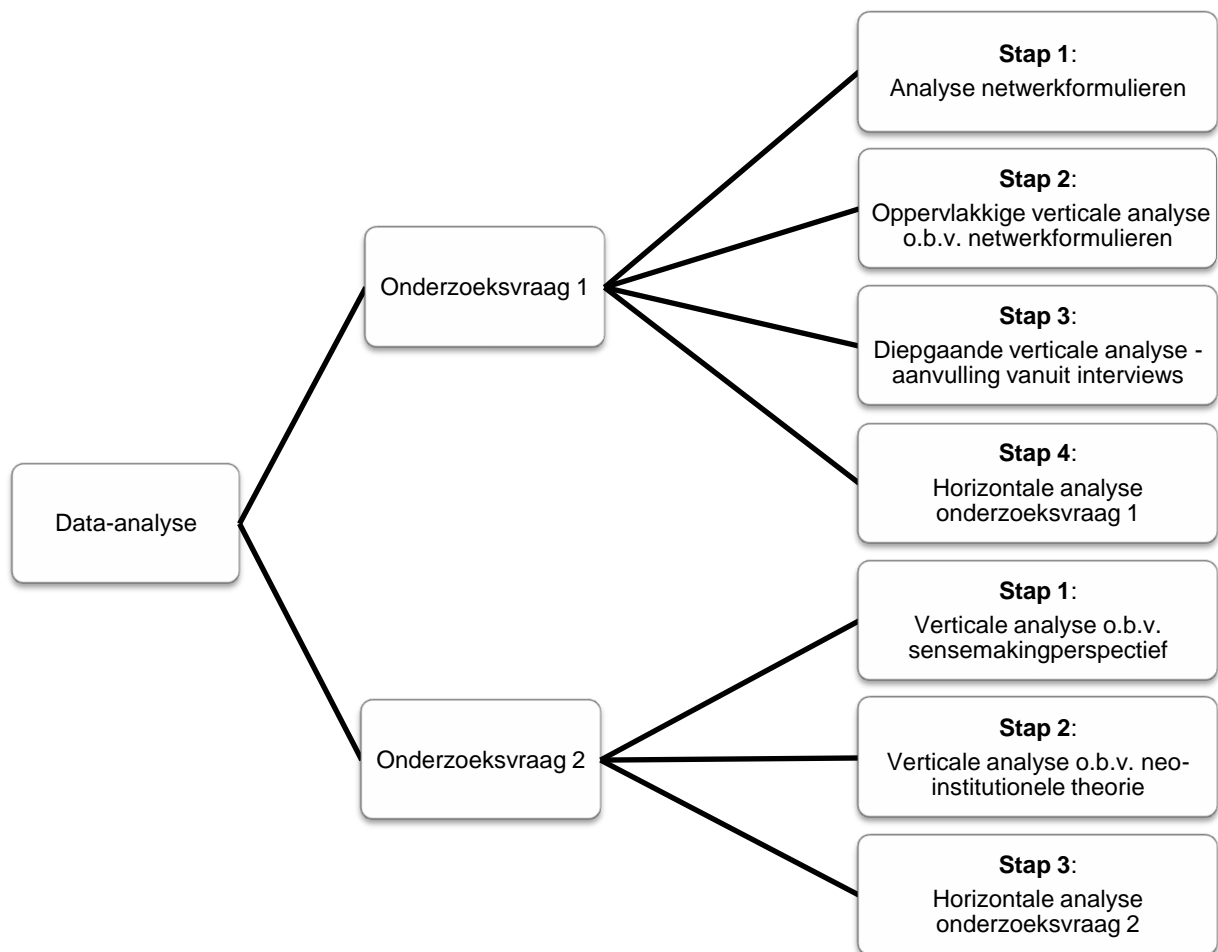 Data-analyse
Onderzoeksvraag 1
Stap 1:
Analyse netwerkformulieren
Stap 2:
Oppervlakkige verticale analyse
o.b.v. netwerkformulieren
Stap 3:
Diepgaande verticale analyse -
aanvulling vanuit interviews
Stap 4:
Horizontale analyse
onderzoeksvraag 1
Onderzoeksvraag 2
Stap 1:
Verticale analyse o.b.v.
sensemakingperspectief
Stap 2:
Verticale analyse o.b.v. neo-
institutionele theorie
Stap 3:
Horizontale analyse
onderzoeksvraag 2